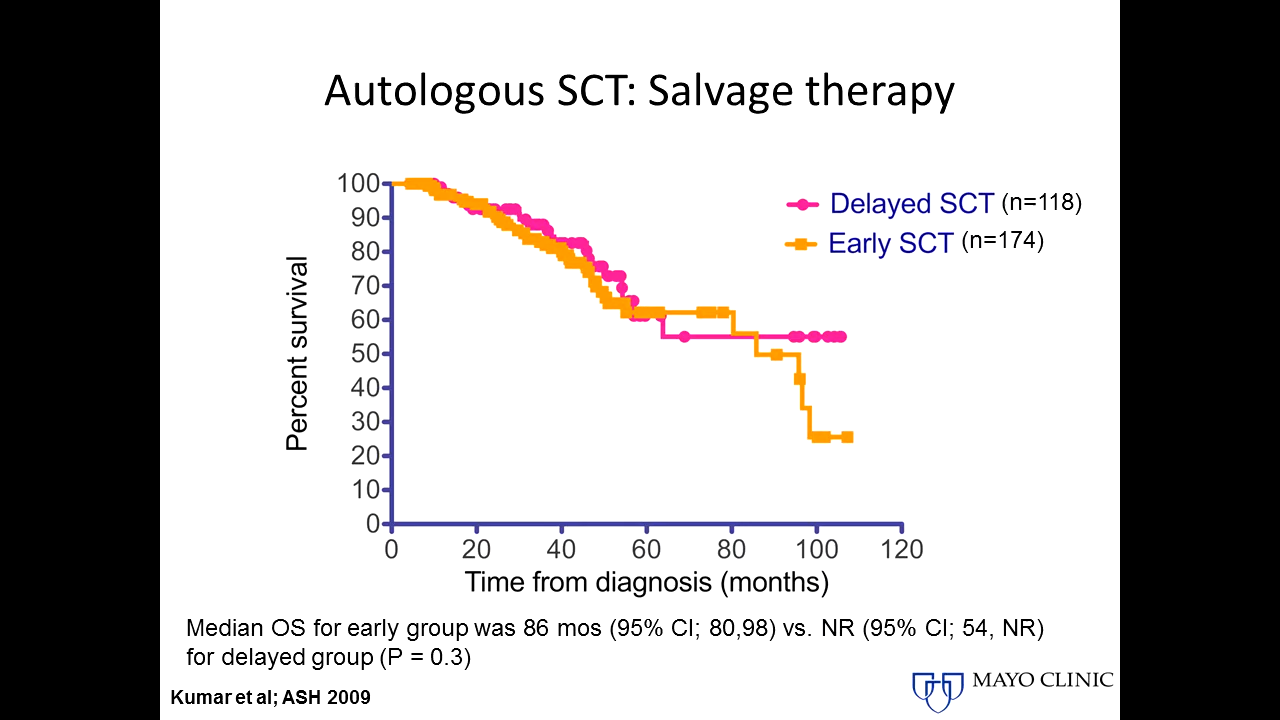 Autologous SCT: Salvage therapy
Delayed SCT (n=118)
Early SCT (n=174)
Percent survival
100
90
80
70
60
50
40
30
20
10
0
0 20 40 60 80 100 120
Time from diagnosis (months)
Median OS for early group was 86 mos (95% CI; 80,98) vs. NR (95% CI; 54, NR)
for delayed group (P = 0.3)
Kumar et al; ASH 2009
MAYO CLINIC